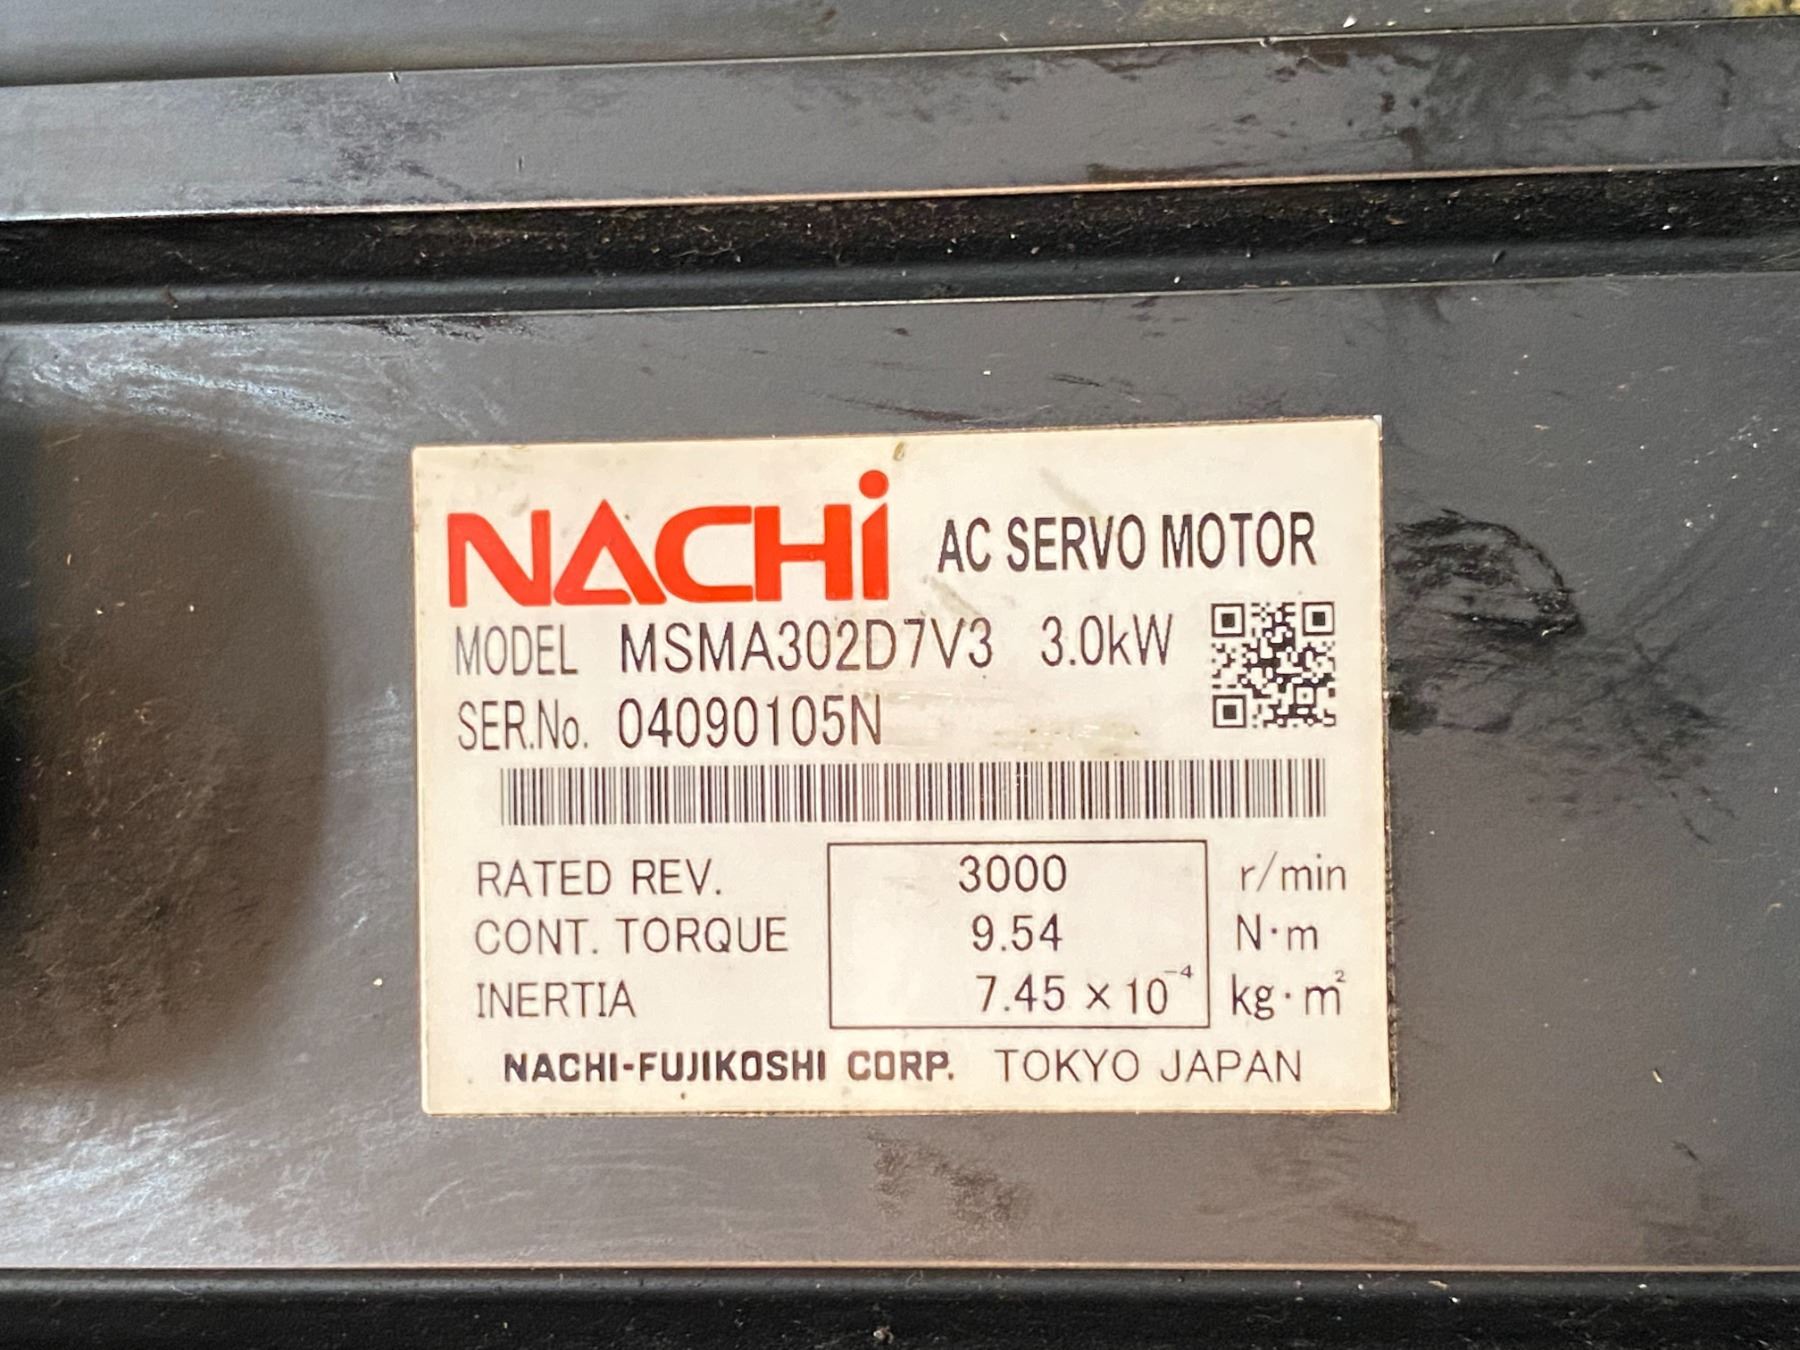 NACHi AC SERVO MOTOR
MODEL MSMA302D7V3 3.0kW
SER.No. 04090105N
RATED REV. 3000 r/min
CONT. TORQUE 9.54 N·m
INERTIA 7.45 × 10⁻⁴ kg·m²
NACHI-FUJIKOSHI CORP. TOKYO JAPAN